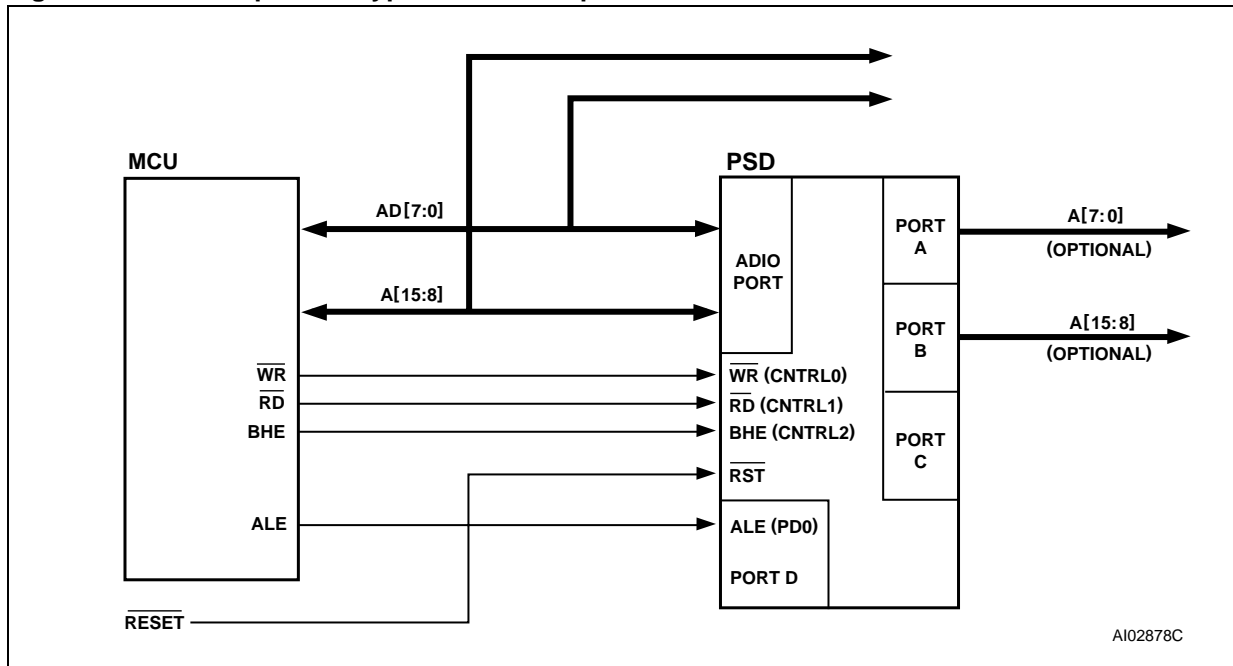 MCU
PSD
AD[7:0]
A[15:8]
ADIO
PORT
PORT
A
A[7:0]
(OPTIONAL)
PORT
B
A[15:8]
(OPTIONAL)
PORT
C
WR
RD
BHE
ALE
WR (CNTRL0)
RD (CNTRL1)
BHE (CNTRL2)
RST
ALE (PD0)
PORT D
RESET
AI02878C